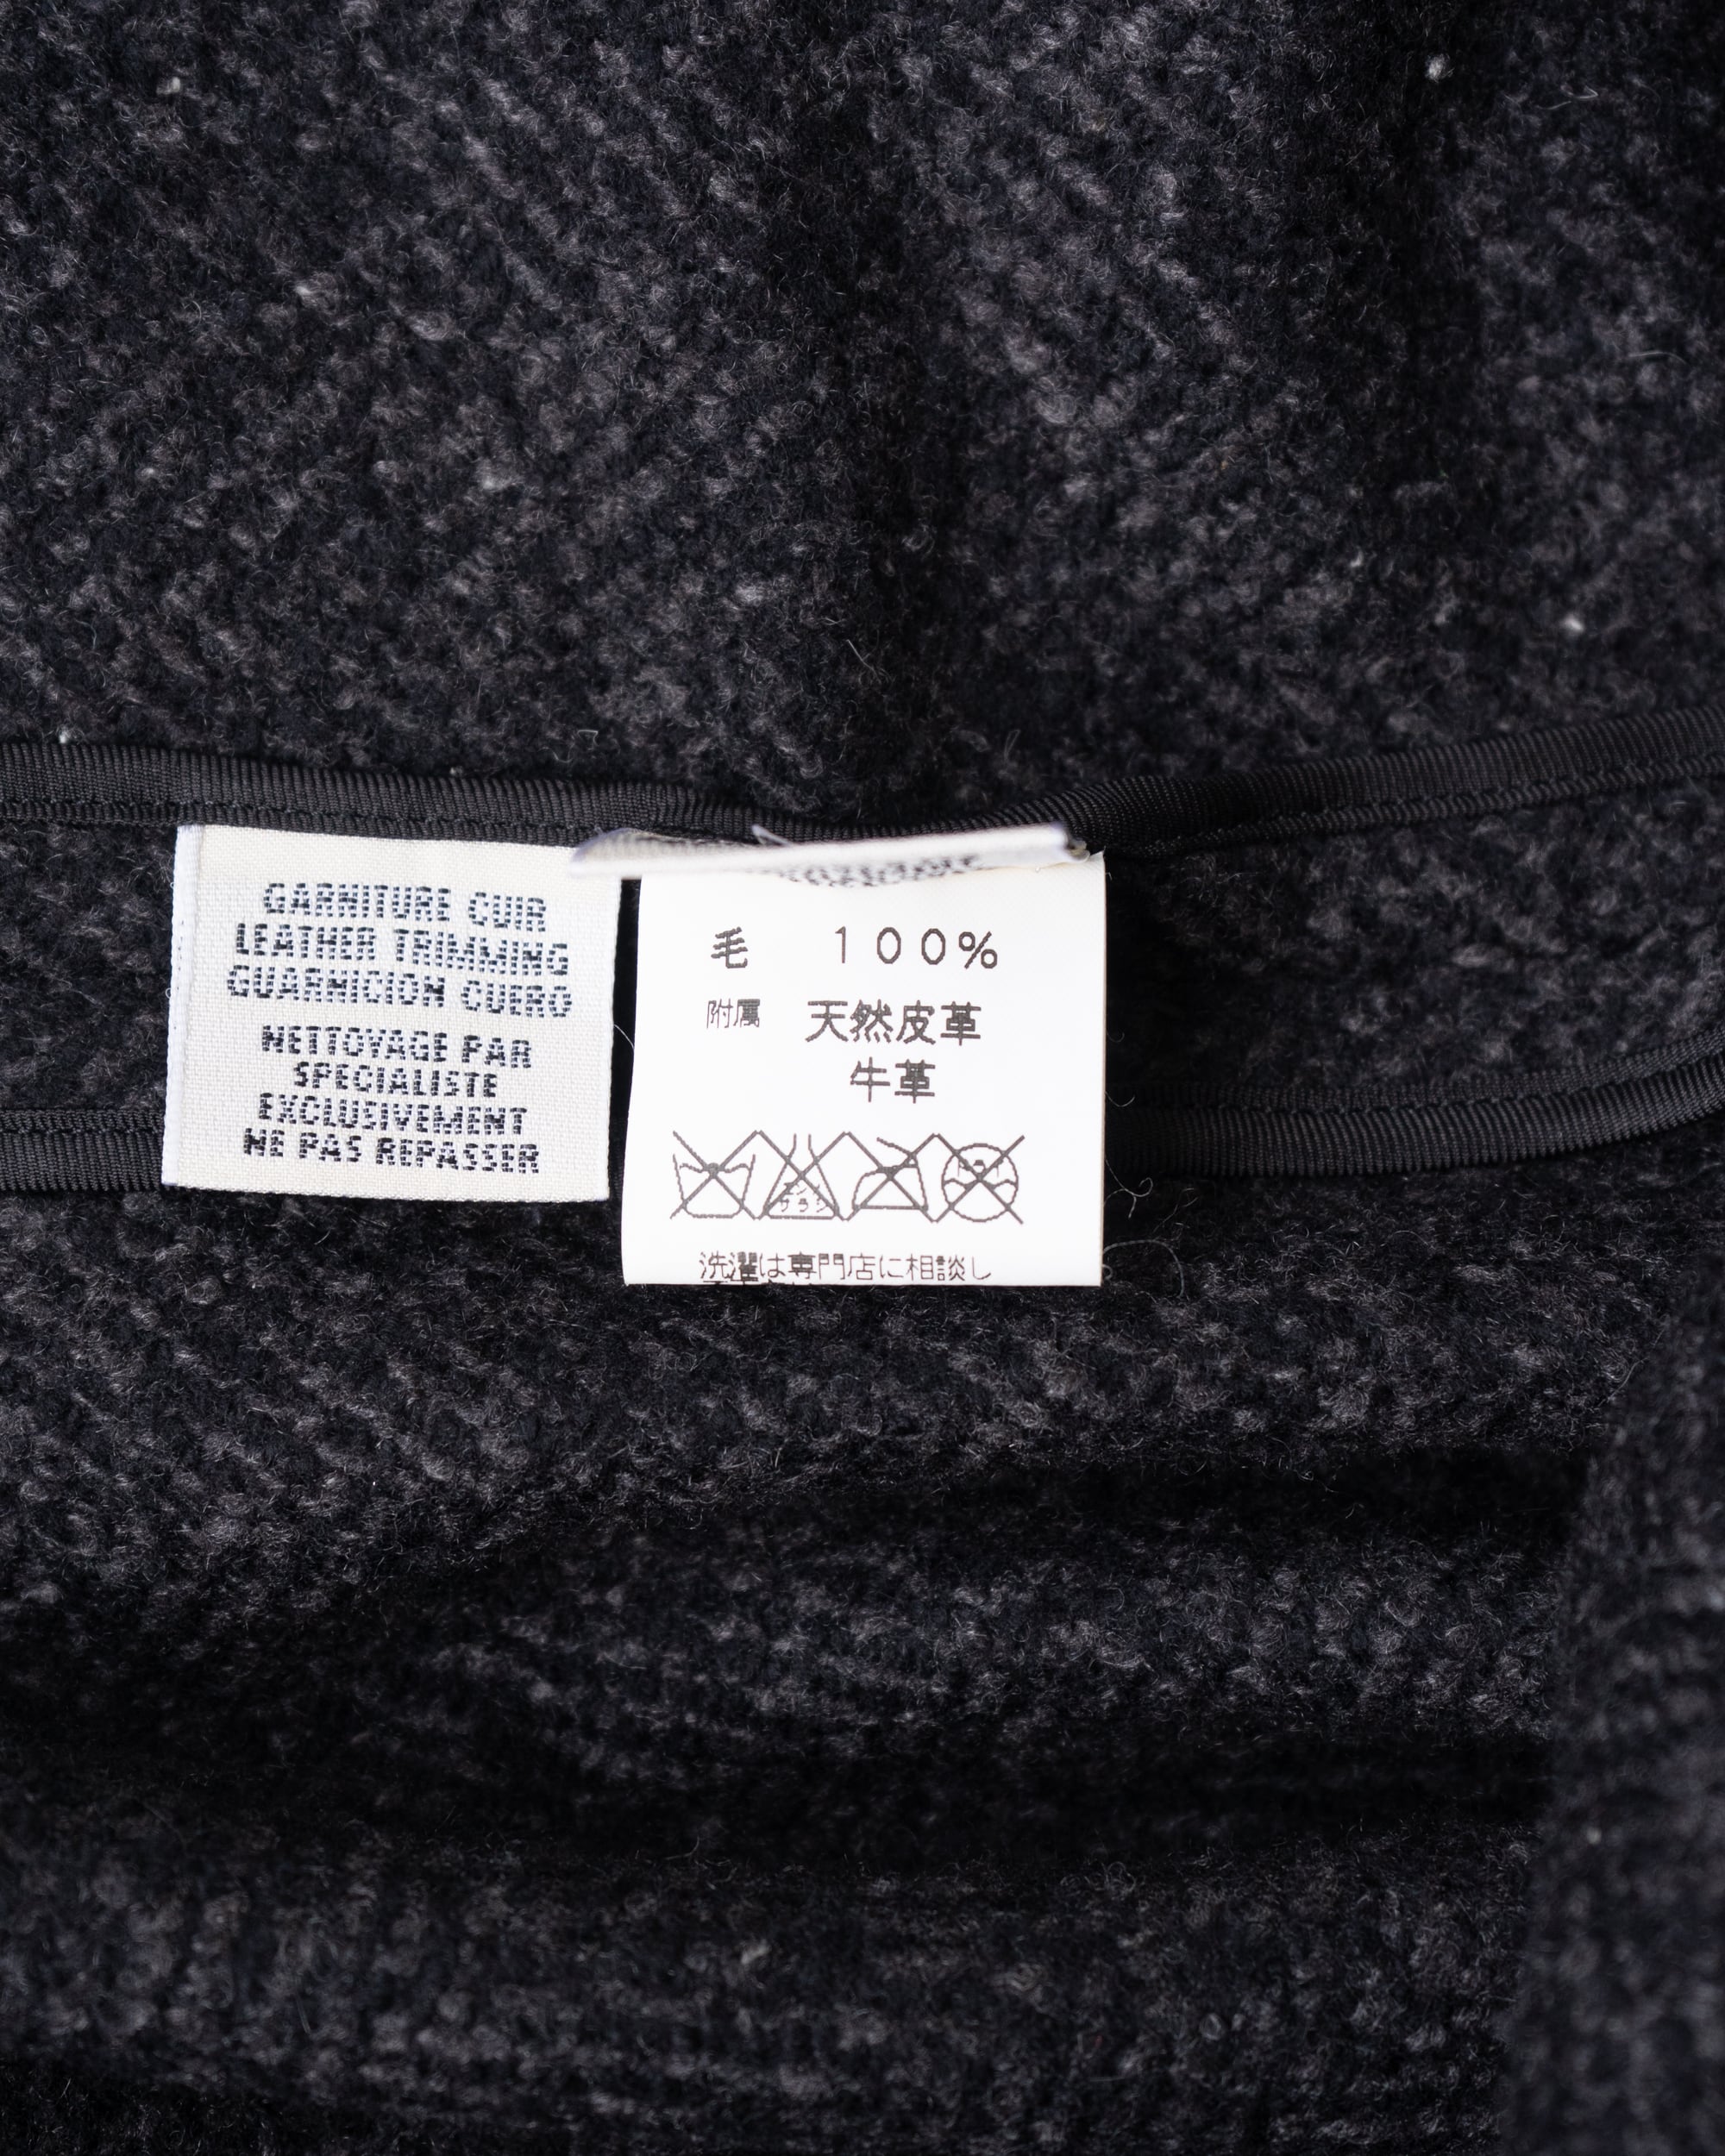 GARNITURE CUIR
LEATHER TRIMMING
GUARNICION CUERO
NETTOYAGE PAR
SPECIALISTE
EXCLUSIVEMENT
NE PAS REPASSER
毛 100%
附属 天然皮革
牛革
洗濯は専門店に相談し